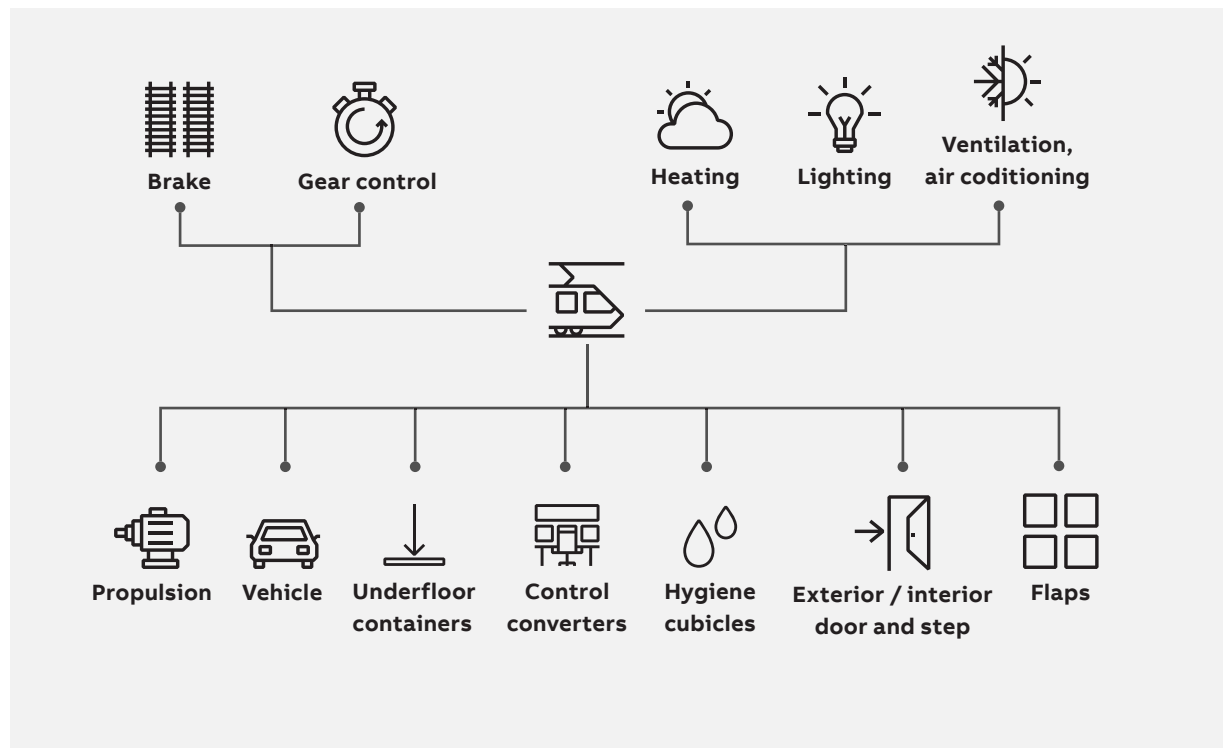 Brake
Gear control
Heating
Lighting
Ventilation,
air coditioning
Propulsion
Vehicle
Underfloor
containers
Control
converters
Hygiene
cubicles
Exterior / interior
door and step
Flaps